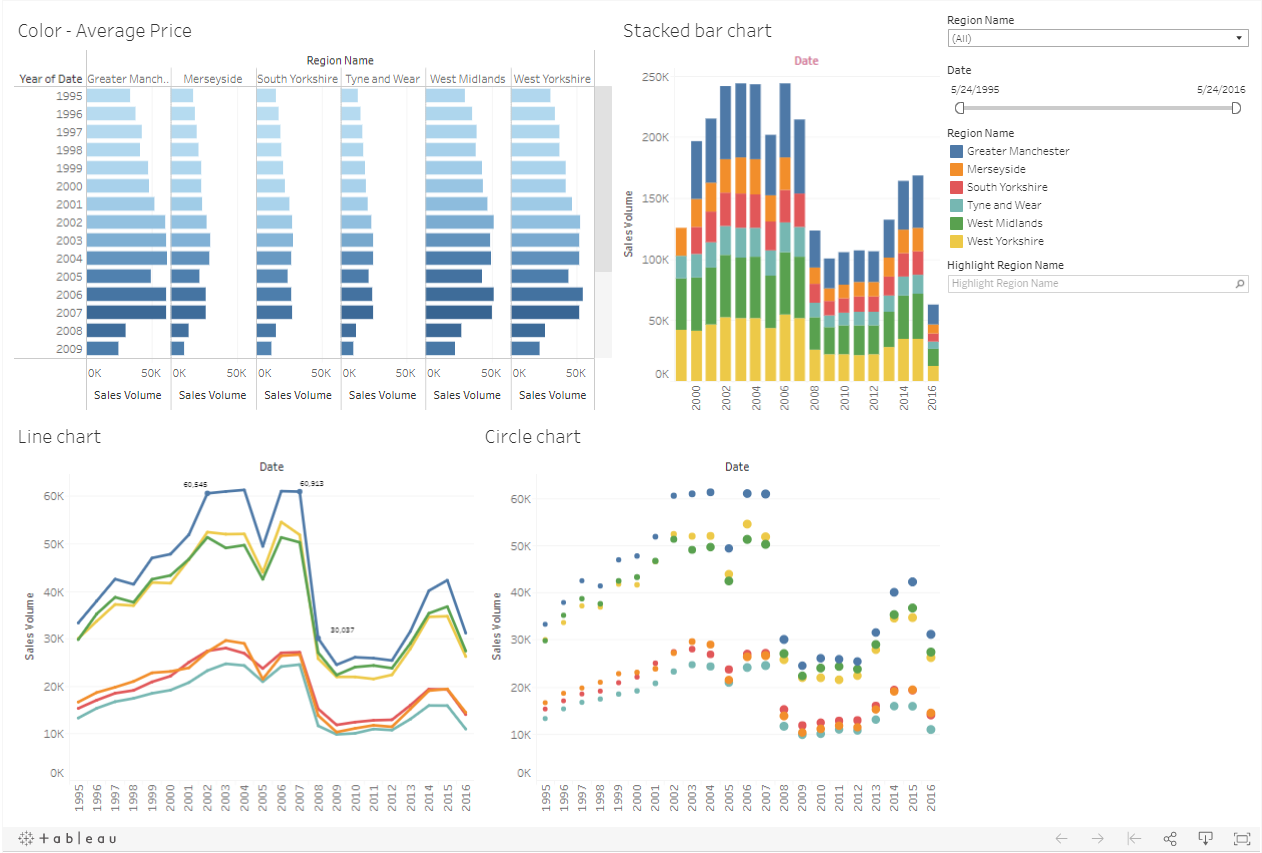 Color - Average Price
Region Name
Year of Date Greater Manch.. Merseyside South Yorkshire Tyne and Wear West Midlands West Yorkshire
1995
1996
1997
1998
1999
2000
2001
2002
2003
2004
2005
2006
2007
2008
2009
0K 50K 0K 50K 0K 50K 0K 50K 0K 50K 0K 50K
Sales Volume Sales Volume Sales Volume Sales Volume Sales Volume Sales Volume
Stacked bar chart
Date
Sales Volume
250K
200K
150K
100K
50K
0K
2000 2002 2004 2006 2008 2010 2012 2014 2016
Region Name
(All)
Date
5/24/1995 5/24/2016
Region Name
Greater Manchester
Merseyside
South Yorkshire
Tyne and Wear
West Midlands
West Yorkshire
Highlight Region Name
Highlight Region Name
Line chart
Date
Sales Volume
60K
50K
40K
30K
20K
10K
0K
60,545 60,913
30,037
1995 1996 1997 1998 1999 2000 2001 2002 2003 2004 2005 2006 2007 2008 2009 2010 2011 2012 2013 2014 2015 2016
Circle chart
Date
Sales Volume
60K
50K
40K
30K
20K
10K
0K
1995 1996 1997 1998 1999 2000 2001 2002 2003 2004 2005 2006 2007 2008 2009 2010 2011 2012 2013 2014 2015 2016
+ableau